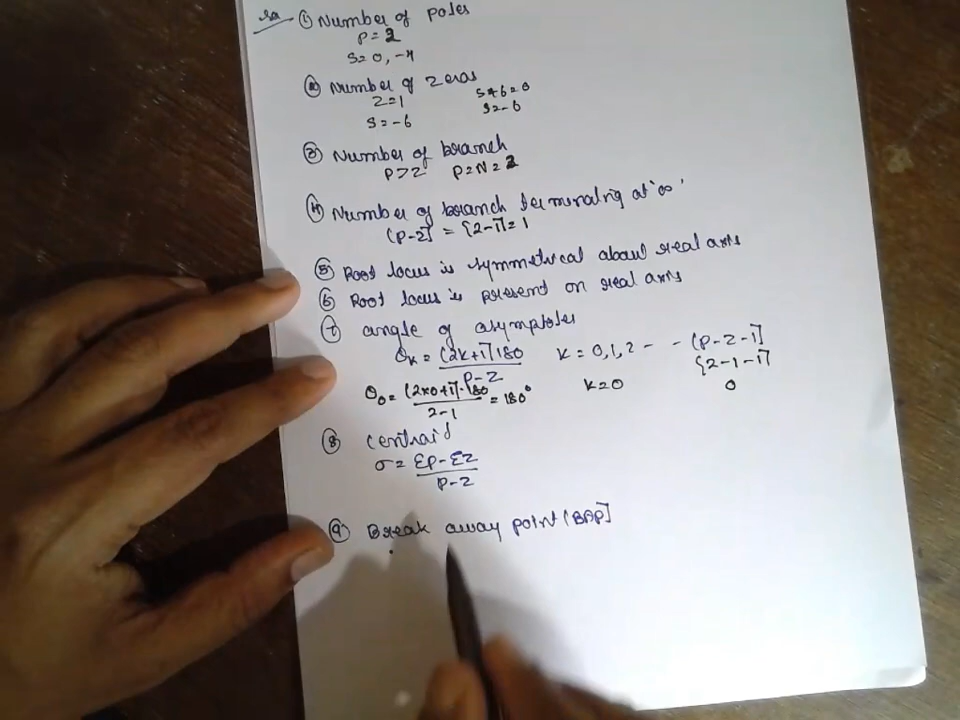 ① Number of poles
P=2
S=0, -4
② Number of zeros
Z=1
S=-6
S+6=0
S=-6
③ Number of branch
P>Z P=N=2
④ Number of branch terminating at '∞'
(P-Z] = {2-1]=1
⑤ Root locus is symmetrical about real axis
⑥ Root locus is present on real axis
⑦ angle of asymptotes
θk = (2k+1]180 / P-Z K = 0,1,2 - - (P-Z-1]
{2-1-1]
θ0 = (2x0+1]·180 / 2-1 = 180° K=0 0
⑧ Centroid
σ = Σp-Σz / P-Z
⑨ Break away point (BAP]